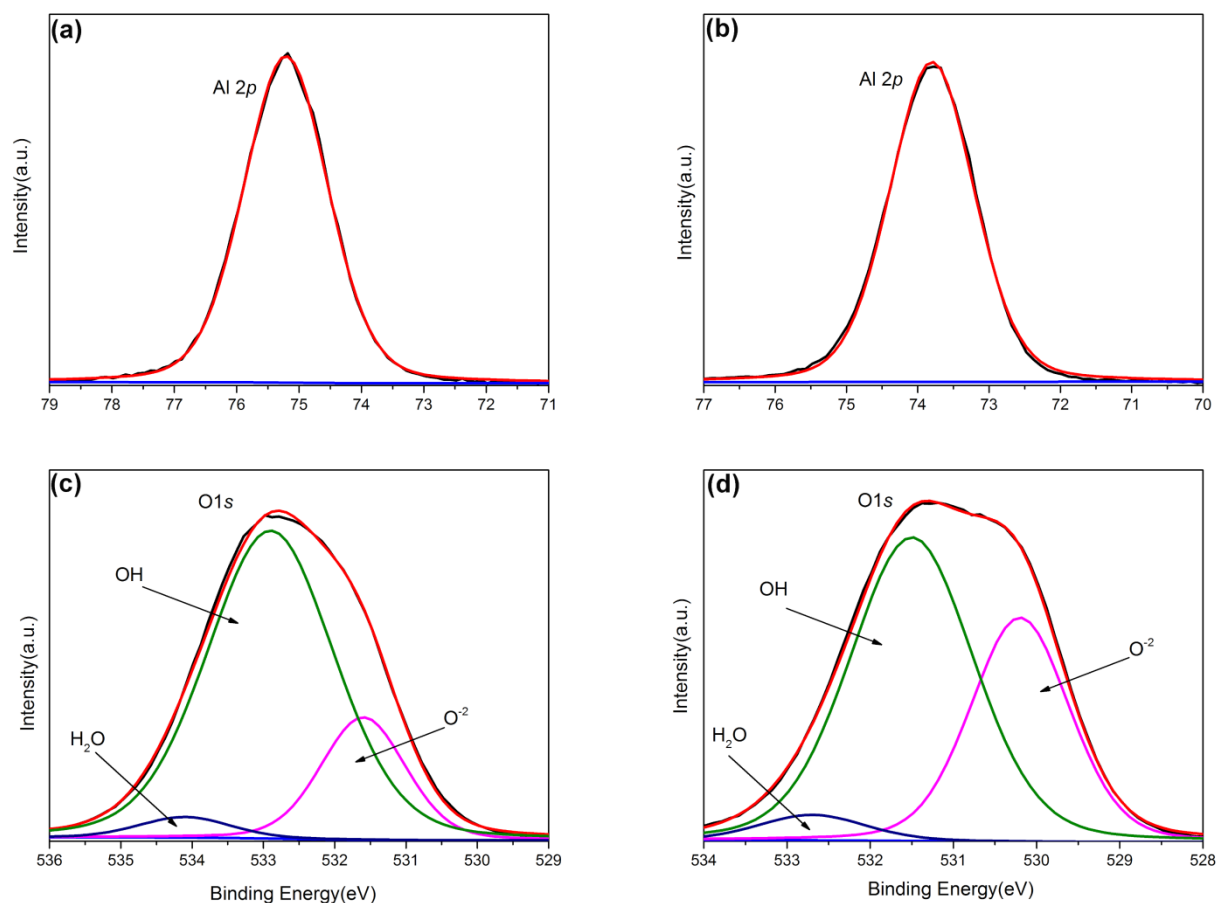 (a)
Al 2p
Intensity(a.u.)
79 78 77 76 75 74 73 72 71
(b)
Al 2p
Intensity(a.u.)
77 76 75 74 73 72 71 70
(c)
O1s
OH
H₂O
O⁻²
Intensity(a.u.)
536 535 534 533 532 531 530 529
Binding Energy(eV)
(d)
O1s
OH
H₂O
O⁻²
Intensity(a.u.)
534 533 532 531 530 529 528
Binding Energy(eV)